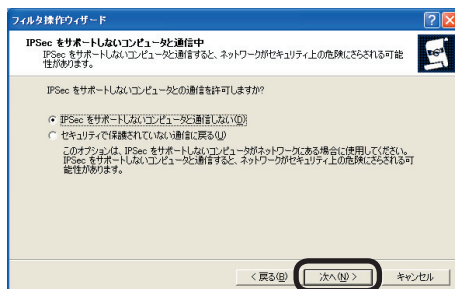 フィルタ操作ウィザード
IPSec をサポートしないコンピュータと通信中
IPSec をサポートしないコンピュータと通信すると、ネットワークがセキュリティ上の危険にさらされる可能
性があります。
IPSec をサポートしないコンピュータとの通信を許可しますか?
IPSec をサポートしないコンピュータと通信しない(D)
セキュリティで保護されていない通信に戻る(U)
このオプションは、IPSec をサポートしないコンピュータがネットワークにある場合に使用してください。
IPSec をサポートしないコンピュータと通信すると、ネットワークがセキュリティ上の危険にさらされる可
能性があります。
< 戻る(B)
次へ(N) >
キャンセル